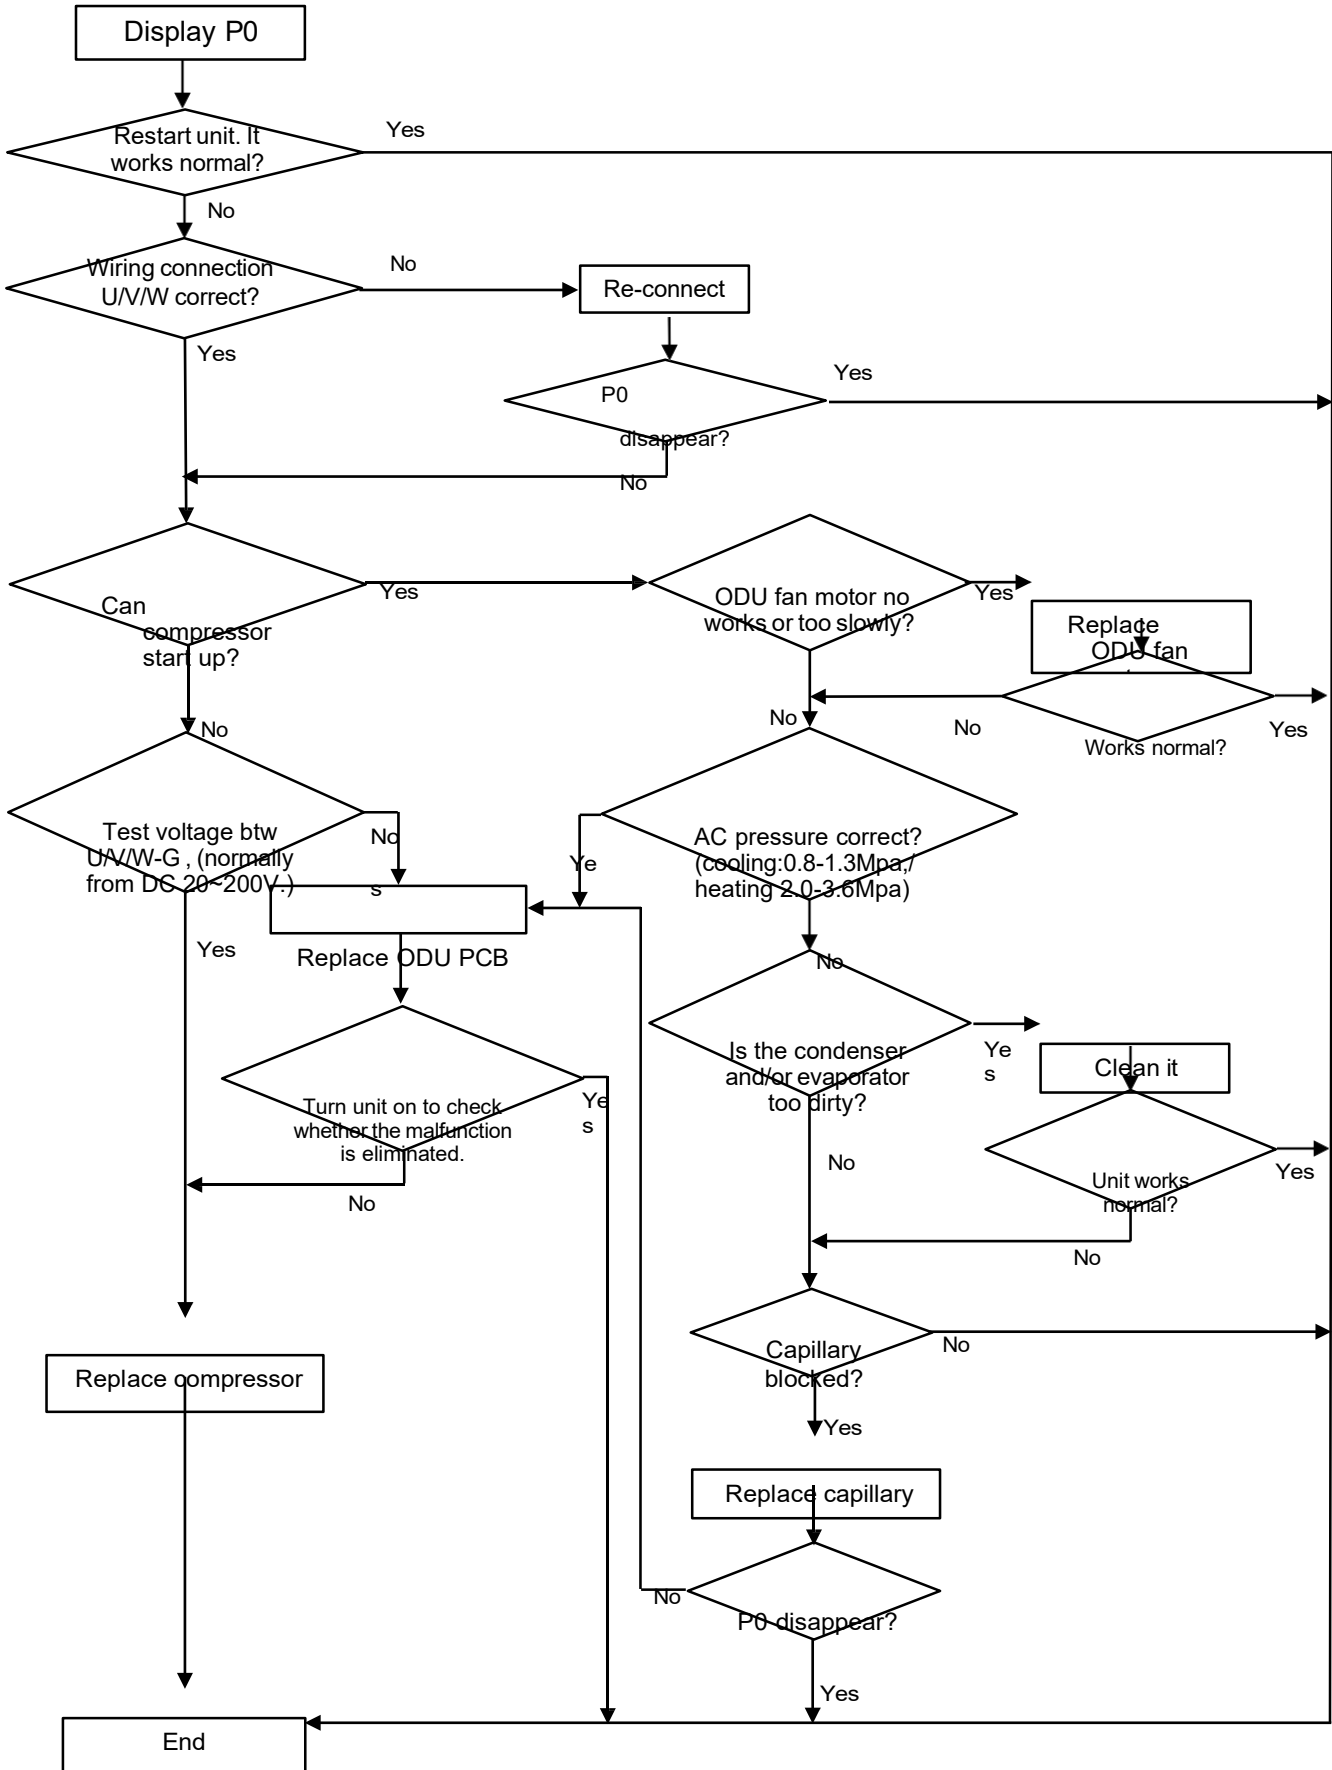 Display P0
Restart unit. It
works normal?
Yes
No
Wiring connection
U/V/W correct?
No
Re-connect
Yes
P0
disappear?
Yes
No
Can
compressor
start up?
Yes
ODU fan motor no
works or too slowly?
Yes
Replace
ODU fan
No
No
No
Works normal?
Yes
Test voltage btw
U/V/W-G , (normally
from DC 20~200V.)
No
s
Ye
AC pressure correct?
(cooling:0.8-1.3Mpa,/
heating 2.0-3.6Mpa)
Yes
Replace ODU PCB
No
Is the condenser
and/or evaporator
too dirty?
Ye
s
Clean it
Turn unit on to check
whether the malfunction
is eliminated.
Ye
s
No
No
Unit works
normal?
Yes
No
Capillary
blocked?
No
Replace compressor
Yes
Replace capillary
No
P0 disappear?
Yes
End